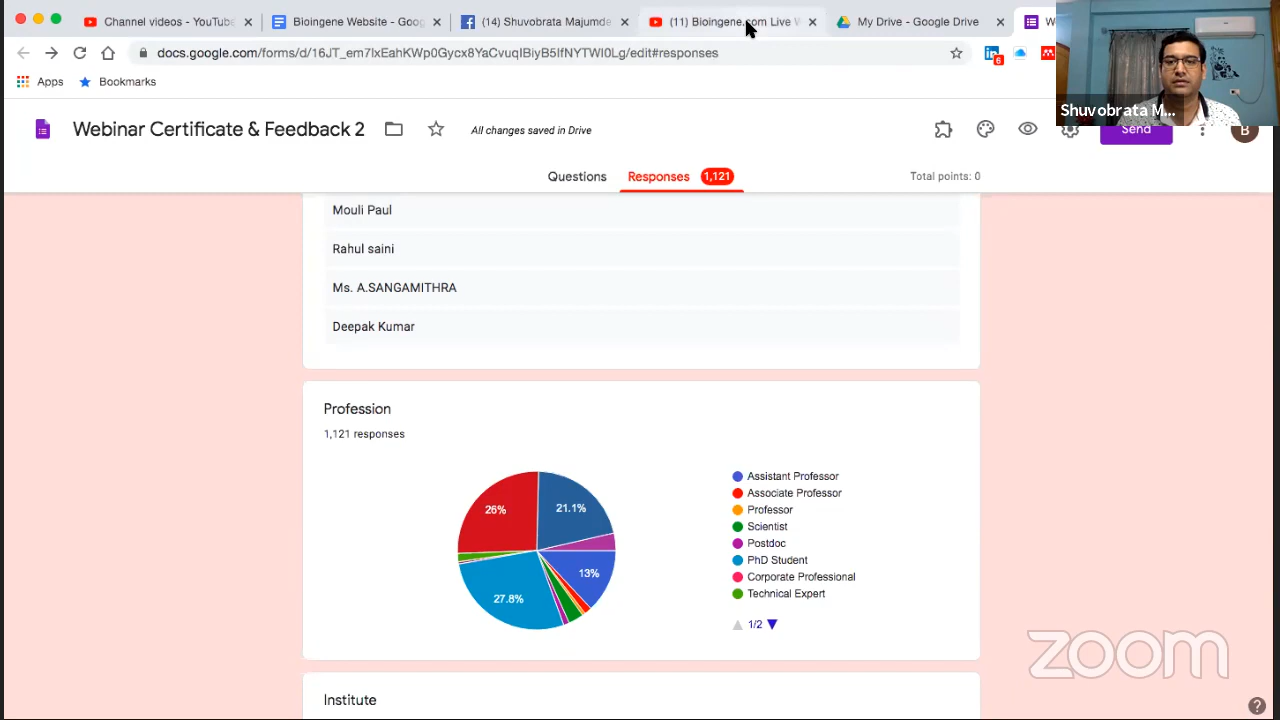 Channel videos - YouTube
Bioingene Website - Goog
(14) Shuvobrata Majumde
(11) Bioingene.com Live W
My Drive - Google Drive
docs.google.com/forms/d/16JT_em7IxEahKWp0Gycx8YaCvuqIBiyB5IfNYTWI0Lg/edit#responses
6
Apps
Bookmarks
Shuvobrata M...
Webinar Certificate & Feedback 2
All changes saved in Drive
Send
B
Questions
Responses 1,121
Total points: 0
Mouli Paul
Rahul saini
Ms. A.SANGAMITHRA
Deepak Kumar
Profession
1,121 responses
26%
21.1%
13%
27.8%
Assistant Professor
Associate Professor
Professor
Scientist
Postdoc
PhD Student
Corporate Professional
Technical Expert
1/2
zoom
Institute
?